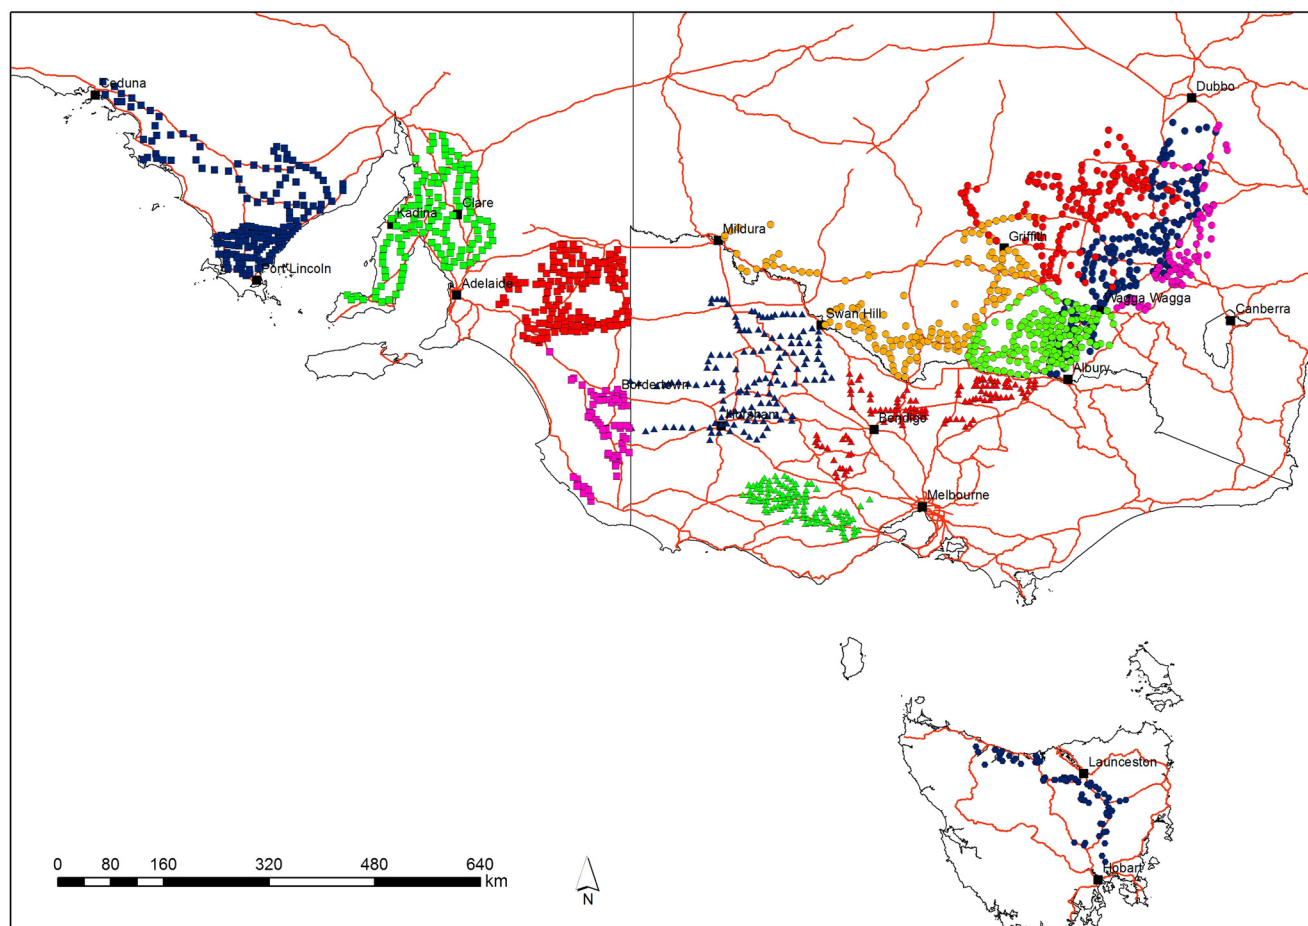 Ceduna
Dubbo
Kadina
Clare
Mildura
Griffith
Port Lincoln
Adelaide
Swan Hill
Wagga Wagga
Canberra
Albury
Bordertown
Horsham
Bendigo
Melbourne
Launceston
Hobart
0 80 160 320 480 640
km
N